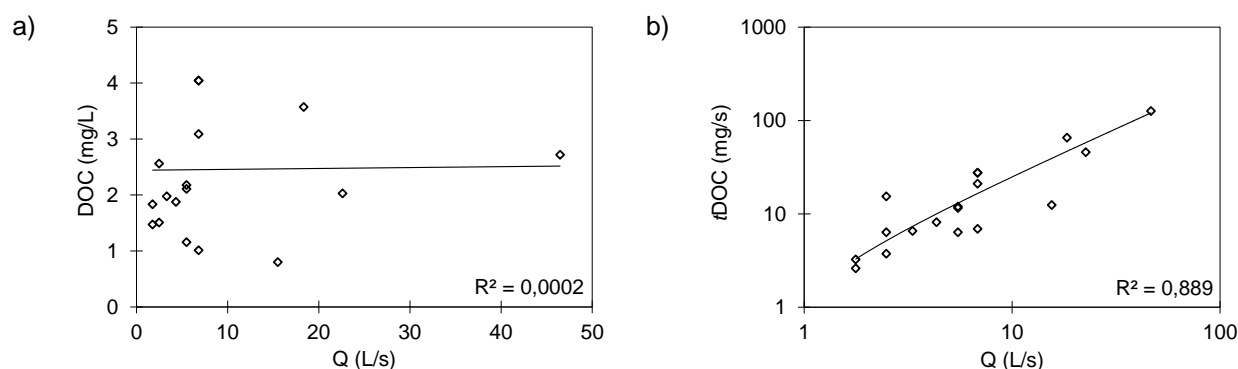 a)
5
4
3
2
1
0
DOC (mg/L)
R² = 0,0002
0 10 20 30 40 50
Q (L/s)
b)
1000
100
10
1
tDOC (mg/s)
R² = 0,889
1 10 100
Q (L/s)